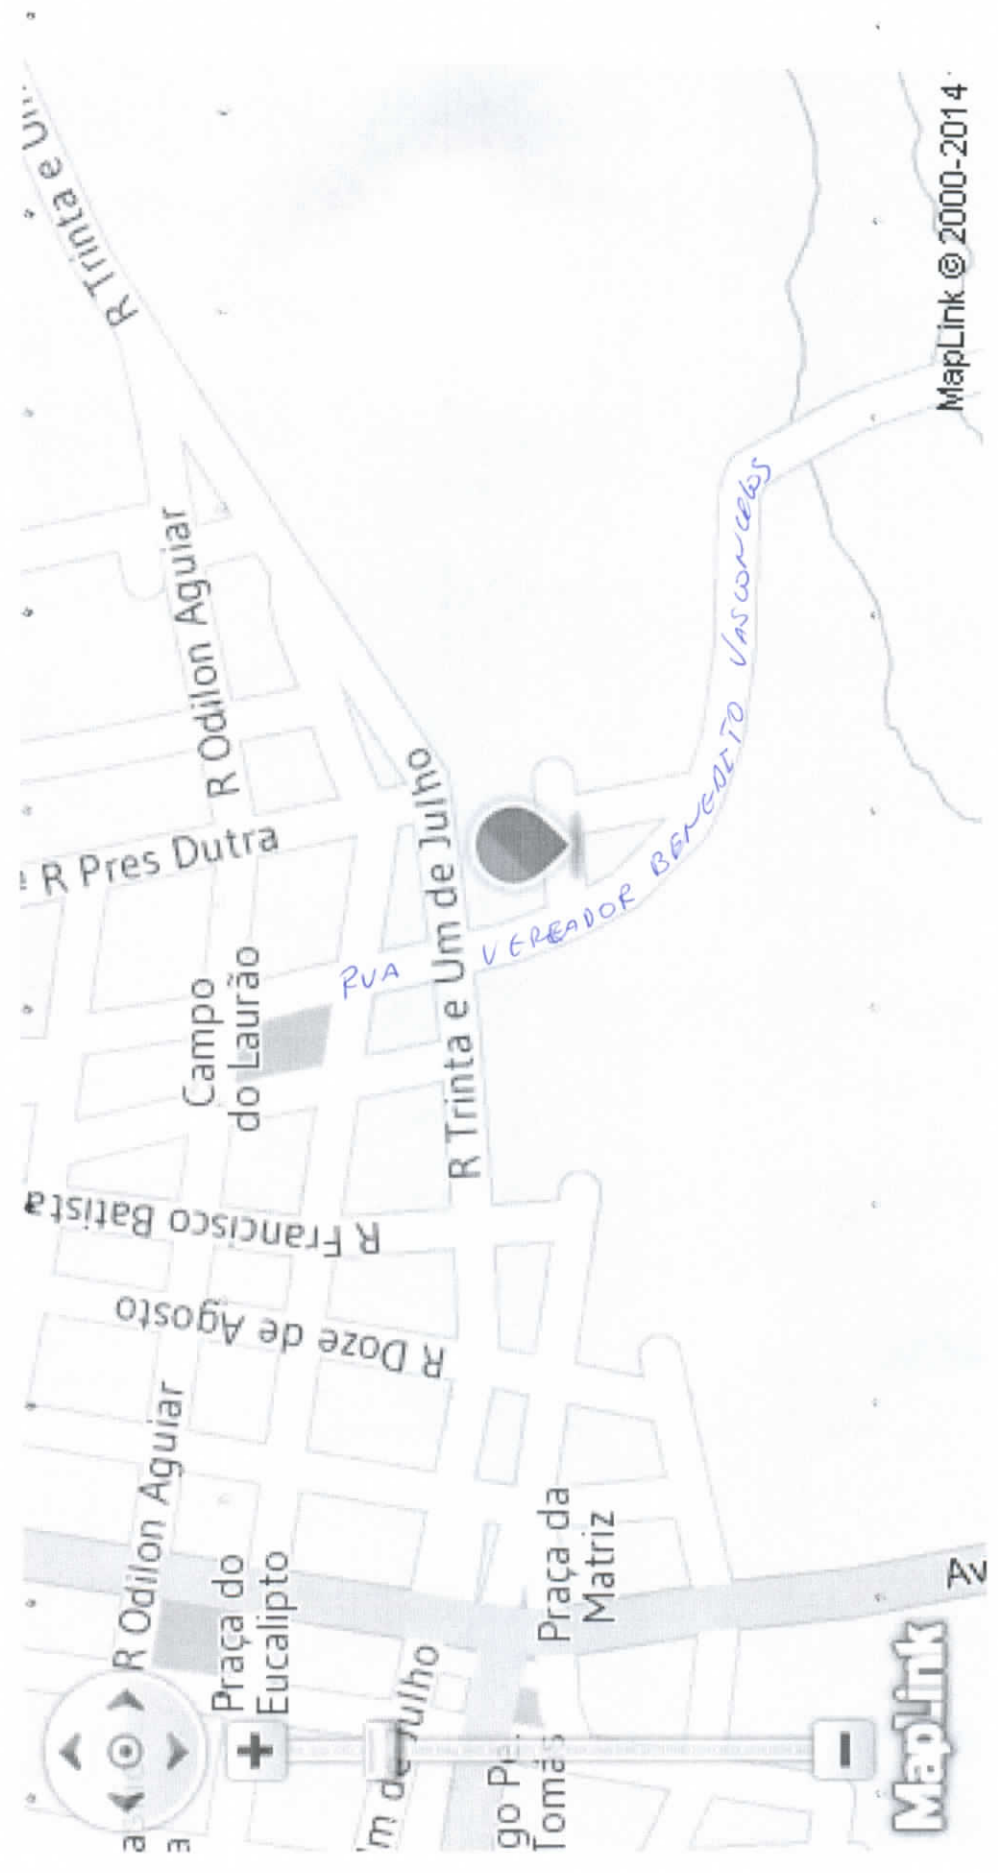 R Trinta e Um
R Odilon Aguiar
R Pres Dutra
Campo
do Laurão
R Trinta e Um de Julho
RUA VEREADOR BENEDITO VASCONCELOS
R Francisco Batista
R Doze de Agosto
R Odilon Aguiar
Praça do
Eucalipto
Praça da
Matriz
'm de Julho
go Pe.
Tomás
Av
MapLink
MapLink © 2000-2014